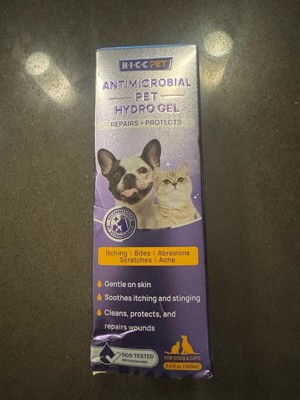 HICC PET
ANTIMICROBIAL
PET
HYDRO GEL
REPAIRS + PROTECTS
Itching | Bites | Abrasions
Scratches | Acne
Gentle on skin
Soothes itching and stinging
Cleans, protects, and
repairs wounds
SGS TESTED
FOR DOGS & CATS